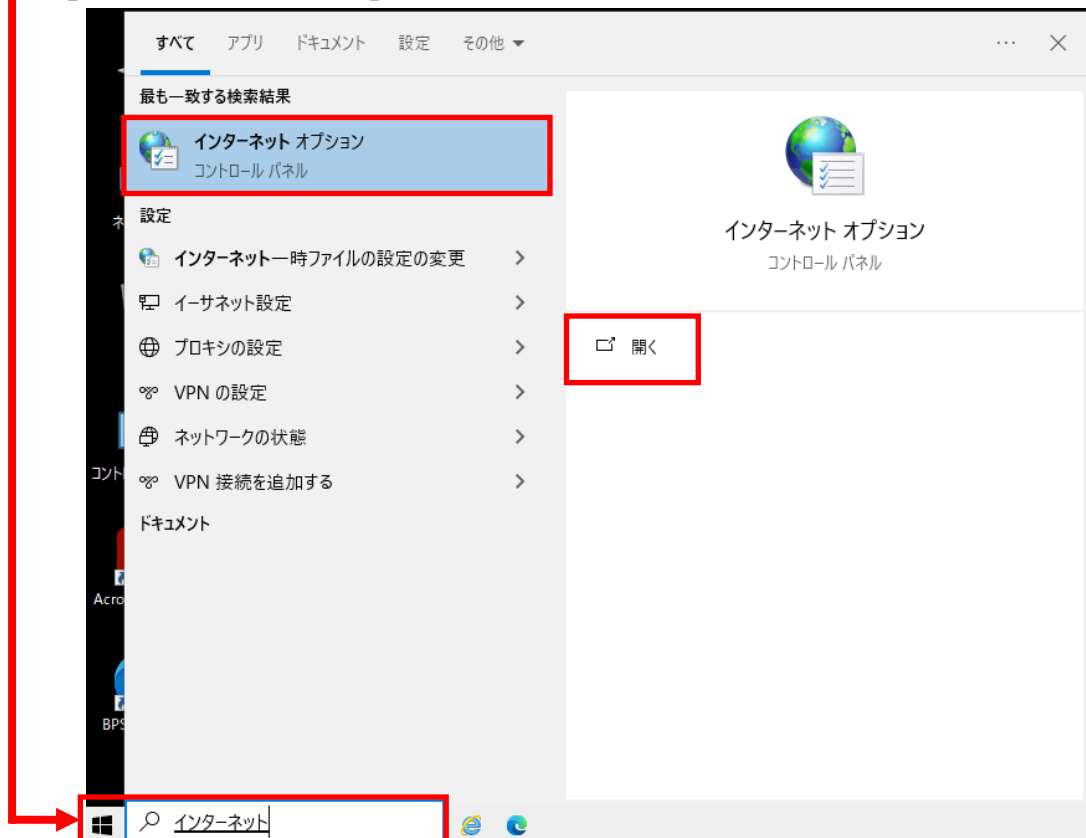 すべて アプリ ドキュメント 設定 その他 ▼ … ×
最も一致する検索結果
インターネット オプション
コントロール パネル
設定
インターネット一時ファイルの設定の変更
イーサネット設定
プロキシの設定
VPN の設定
ネットワークの状態
VPN 接続を追加する
ドキュメント
インターネット オプション
コントロール パネル
開く
ネ
コント
Acro
BPS
インターネット